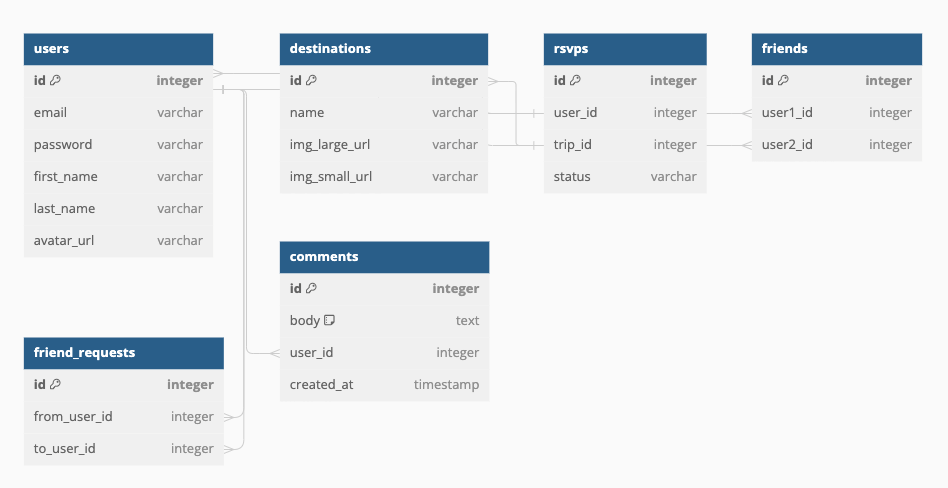 users
id integer
email varchar
password varchar
first_name varchar
last_name varchar
avatar_url varchar
destinations
id integer
name varchar
img_large_url varchar
img_small_url varchar
rsvps
id integer
user_id integer
trip_id integer
status varchar
friends
id integer
user1_id integer
user2_id integer
comments
id integer
body text
user_id integer
created_at timestamp
friend_requests
id integer
from_user_id integer
to_user_id integer